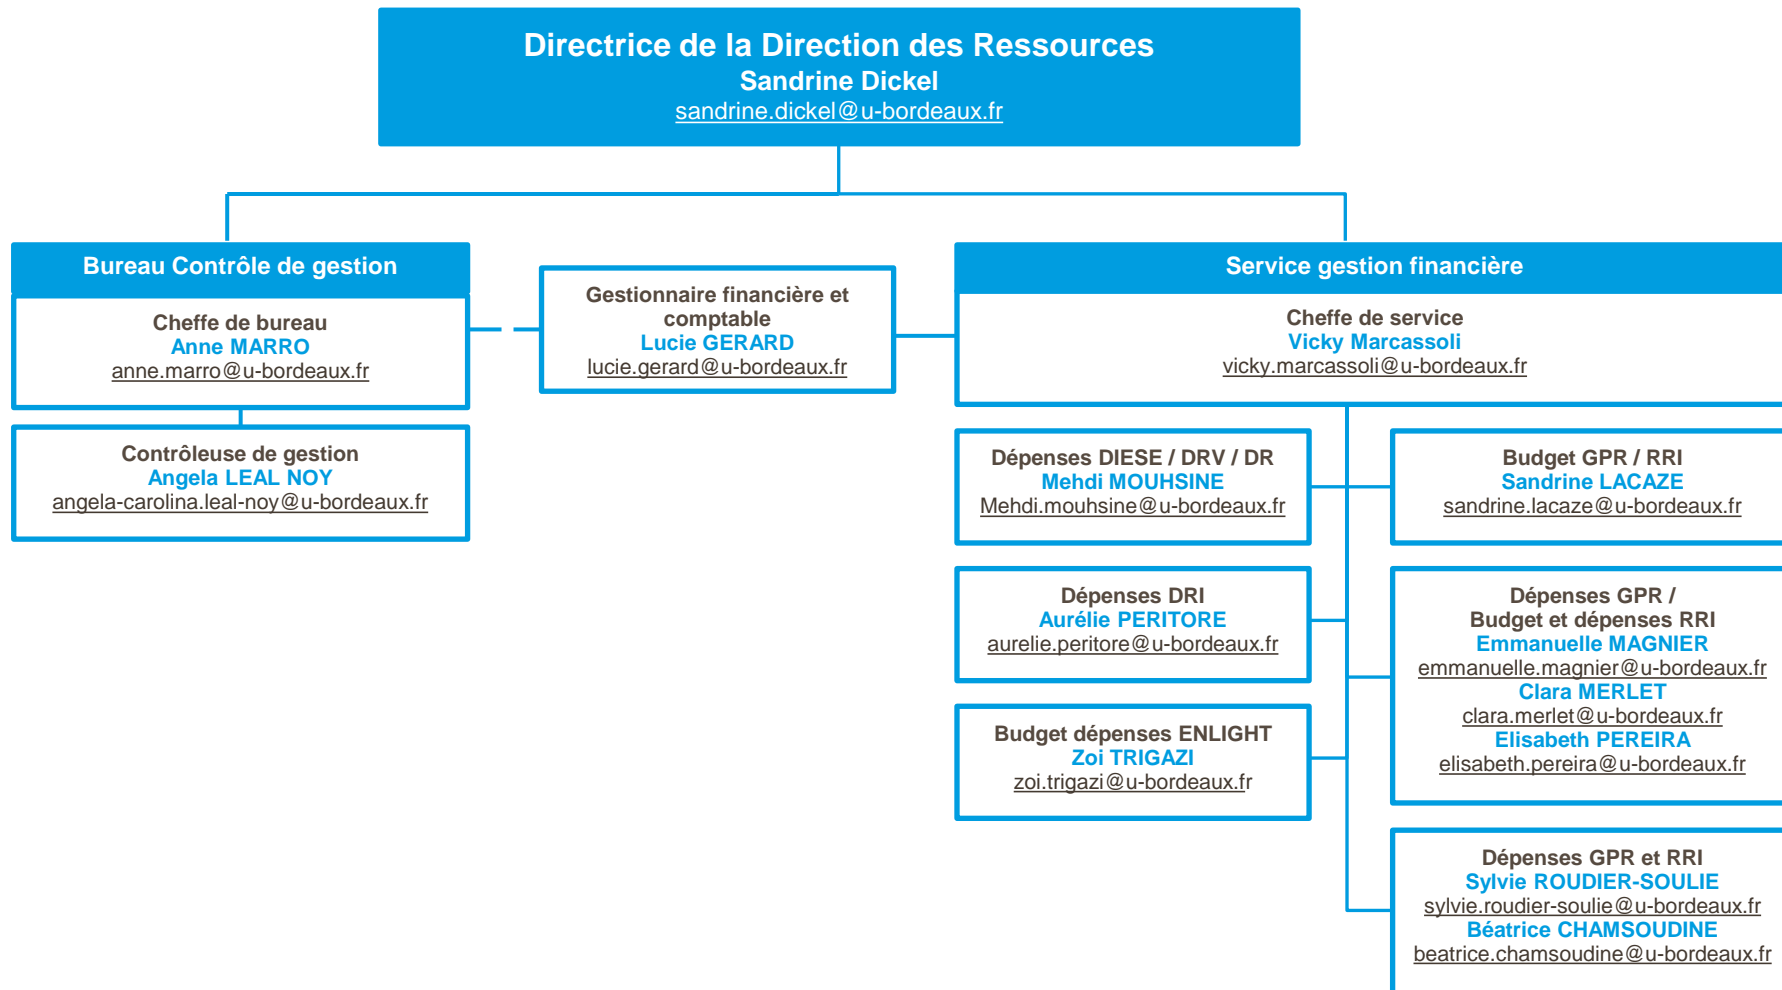 Directrice de la Direction des Ressources
Sandrine Dickel
sandrine.dickel@u-bordeaux.fr
Bureau Contrôle de gestion
Cheffe de bureau
Anne MARRO
anne.marro@u-bordeaux.fr
Contrôleuse de gestion
Angela LEAL NOY
angela-carolina.leal-noy@u-bordeaux.fr
Gestionnaire financière et
comptable
Lucie GERARD
lucie.gerard@u-bordeaux.fr
Service gestion financière
Cheffe de service
Vicky Marcassoli
vicky.marcassoli@u-bordeaux.fr
Dépenses DIESE / DRV / DR
Mehdi MOUHSINE
Mehdi.mouhsine@u-bordeaux.fr
Dépenses DRI
Aurélie PERITORE
aurelie.peritore@u-bordeaux.fr
Budget dépenses ENLIGHT
Zoi TRIGAZI
zoi.trigazi@u-bordeaux.fr
Budget GPR / RRI
Sandrine LACAZE
sandrine.lacaze@u-bordeaux.fr
Dépenses GPR /
Budget et dépenses RRI
Emmanuelle MAGNIER
emmanuelle.magnier@u-bordeaux.fr
Clara MERLET
clara.merlet@u-bordeaux.fr
Elisabeth PEREIRA
elisabeth.pereira@u-bordeaux.fr
Dépenses GPR et RRI
Sylvie ROUDIER-SOULIE
sylvie.roudier-soulie@u-bordeaux.fr
Béatrice CHAMSOUDINE
beatrice.chamsoudine@u-bordeaux.fr